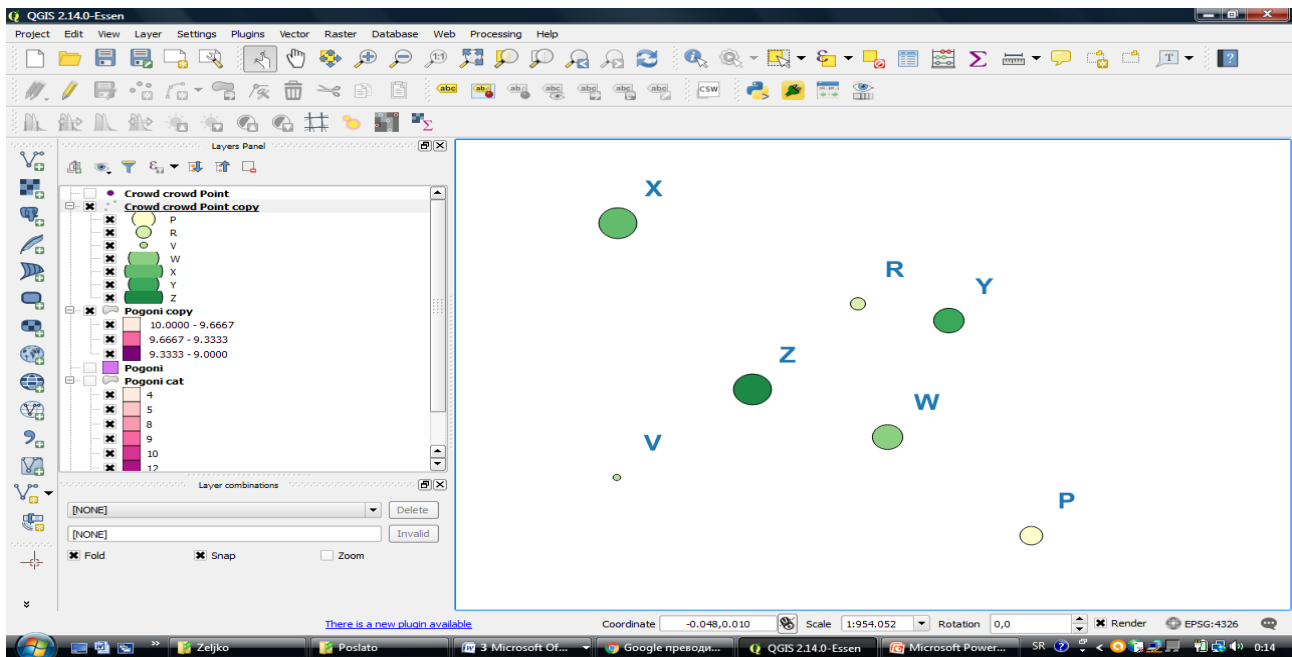 QGIS 2.14.0-Essen
Project Edit View Layer Settings Plugins Vector Raster Database Web Processing Help
Layers Panel
Crowd crowd Point
Crowd crowd Point copy
P
R
V
W
X
Y
Z
Pogoni copy
10.0000 - 9.6667
9.6667 - 9.3333
9.3333 - 9.0000
Pogoni
Pogoni cat
4
5
8
9
10
12
Layer combinations
[NONE] Delete
[NONE] Invalid
Fold Snap Zoom
X
R
Y
Z
W
V
P
There is a new plugin available Coordinate -0.048,0.010 Scale 1:954.052 Rotation 0,0 Render EPSG:4326
Zeljko Poslato 3 Microsoft Of... Google преводи... QGIS 2.14.0-Essen Microsoft Power... SR 0:14